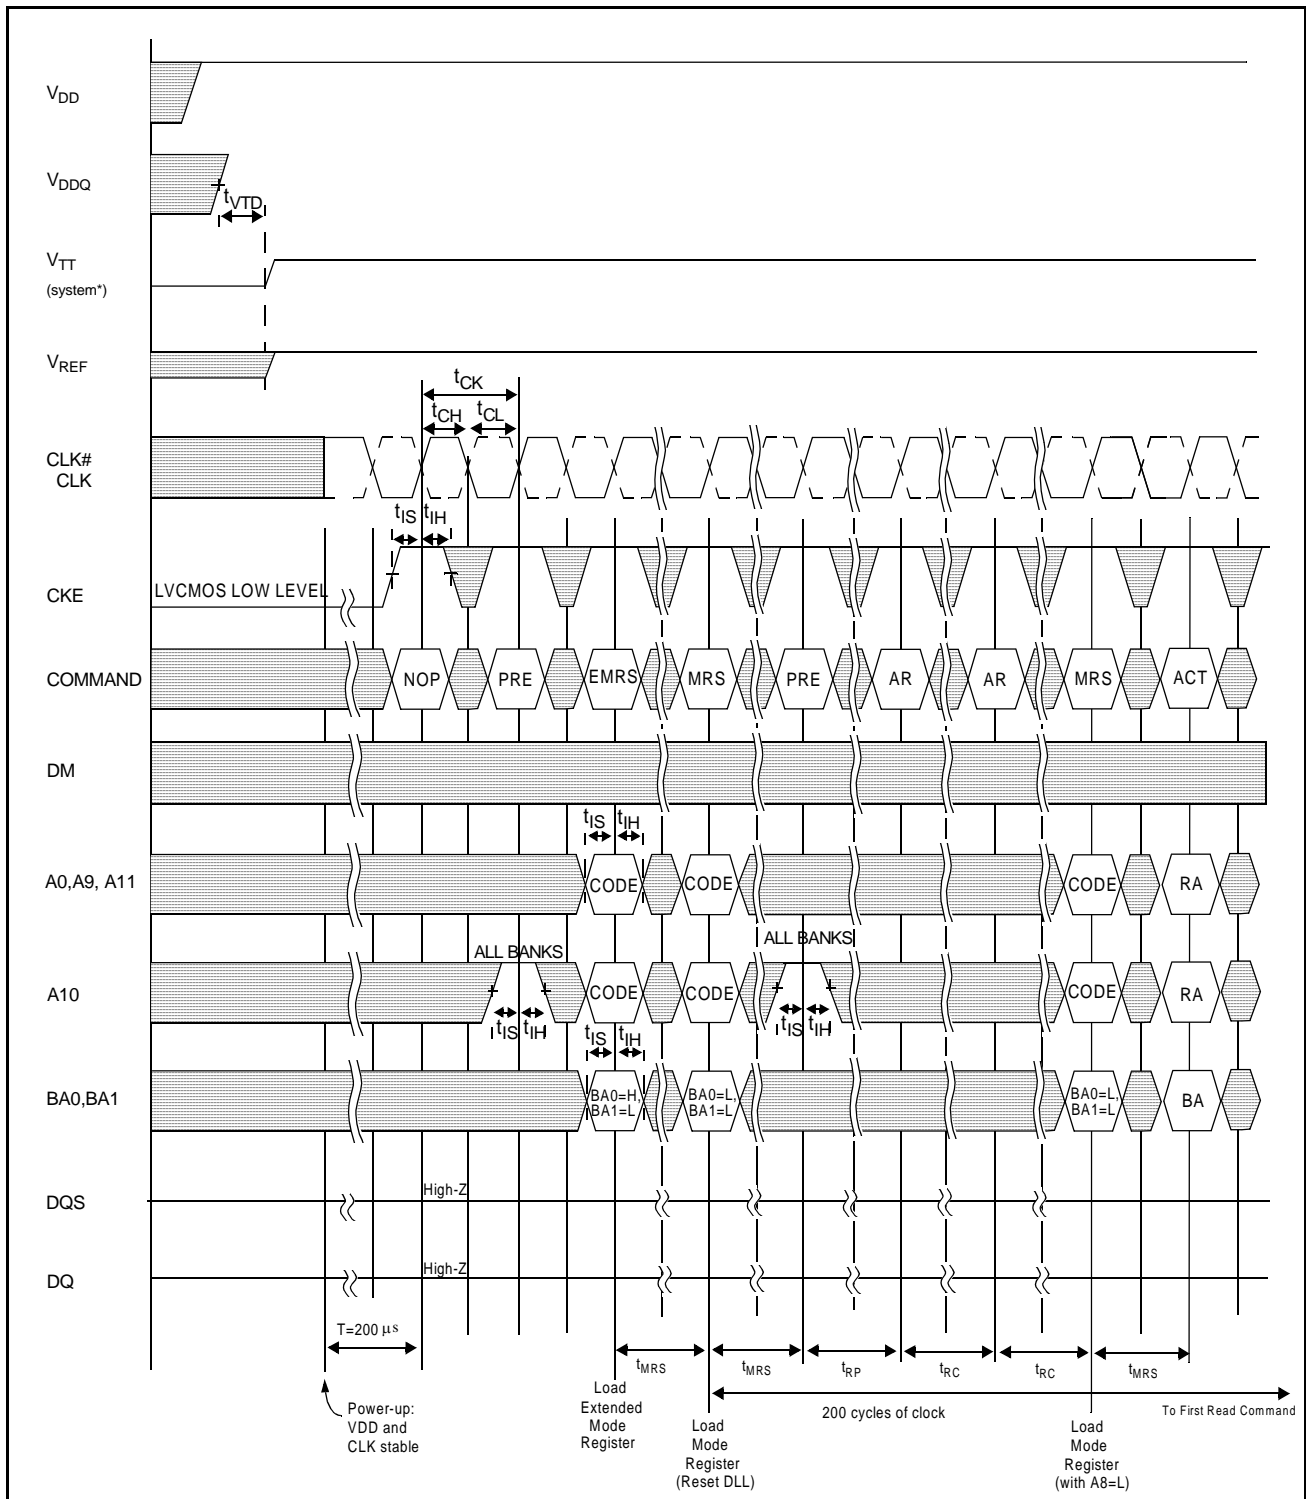 VDD
VDDQ
tVTD
VTT
(system*)
VREF
tCK
tCH tCL
CLK#
CLK
tIS tIH
CKE
LVCMOS LOW LEVEL
COMMAND
NOP PRE EMRS MRS PRE AR AR MRS ACT
DM
tIS tIH
A0,A9, A11
CODE CODE CODE RA
ALL BANKS ALL BANKS
A10
CODE CODE CODE RA
tIS tIH tIS tIH
tIS tIH
BA0,BA1
BA0=H, BA0=L, BA0=L, BA
BA1=L BA1=L BA1=L
DQS
High-Z
DQ
High-Z
T=200 μs
tMRS tMRS tRP tRC tRC tMRS
Power-up:
VDD and
CLK stable
Load
Extended
Mode
Register
200 cycles of clock
To First Read Command
Load
Mode
Register
(Reset DLL)
Load
Mode
Register
(with A8=L)